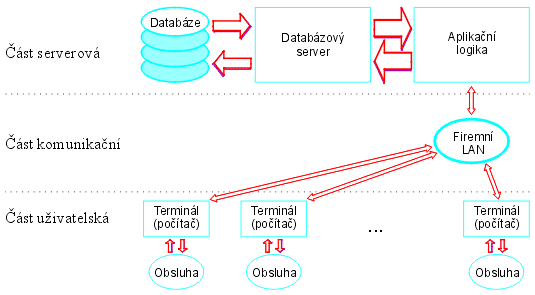 Databáze
Databázový
server
Aplikační
logika
Část serverová
Část komunikační
Firemní
LAN
Část uživatelská
Terminál
(počítač)
Terminál
(počítač)
...
Terminál
(počítač)
Obsluha
Obsluha
Obsluha